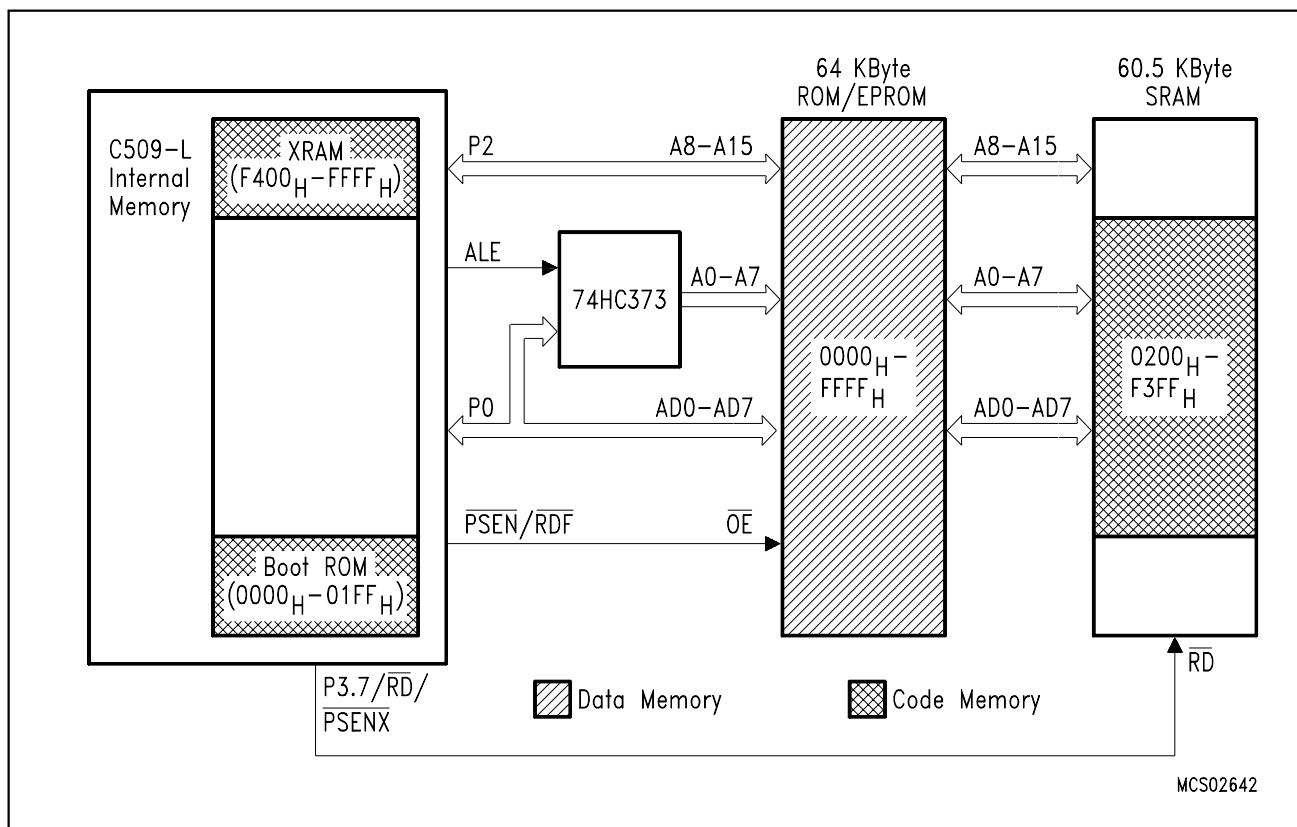 64 KByte
ROM/EPROM
60.5 KByte
SRAM
C509-L
Internal
Memory
XRAM
(F400H-FFFFH)
P2
A8-A15
A8-A15
ALE
74HC373
A0-A7
A0-A7
0000H-
FFFFH
0200H-
F3FFH
P0
AD0-AD7
AD0-AD7
PSEN/RDF
OE
Boot ROM
(0000H-01FFH)
P3.7/RD/
PSENX
RD
Data Memory
Code Memory
MCS02642